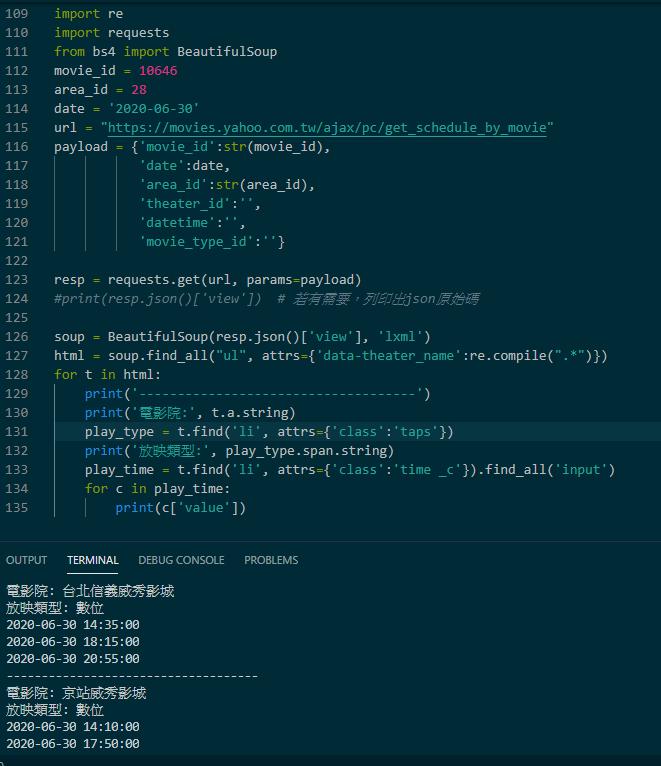 109 import re
110 import requests
111 from bs4 import BeautifulSoup
112 movie_id = 10646
113 area_id = 28
114 date = '2020-06-30'
115 url = "https://movies.yahoo.com.tw/ajax/pc/get_schedule_by_movie"
116 payload = {'movie_id':str(movie_id),
117 'date':date,
118 'area_id':str(area_id),
119 'theater_id':'',
120 'datetime':'',
121 'movie_type_id':''}
122
123 resp = requests.get(url, params=payload)
124 #print(resp.json()['view']) # 若有需要，列印出json原始碼
125
126 soup = BeautifulSoup(resp.json()['view'], 'lxml')
127 html = soup.find_all("ul", attrs={'data-theater_name':re.compile(".*")})
128 for t in html:
129 print('------------------------------------')
130 print('電影院:', t.a.string)
131 play_type = t.find('li', attrs={'class':'taps'})
132 print('放映類型:', play_type.span.string)
133 play_time = t.find('li', attrs={'class':'time _c'}).find_all('input')
134 for c in play_time:
135 print(c['value'])
OUTPUT TERMINAL DEBUG CONSOLE PROBLEMS
電影院: 台北信義威秀影城
放映類型: 數位
2020-06-30 14:35:00
2020-06-30 18:15:00
2020-06-30 20:55:00
------------------------------------
電影院: 京站威秀影城
放映類型: 數位
2020-06-30 14:10:00
2020-06-30 17:50:00